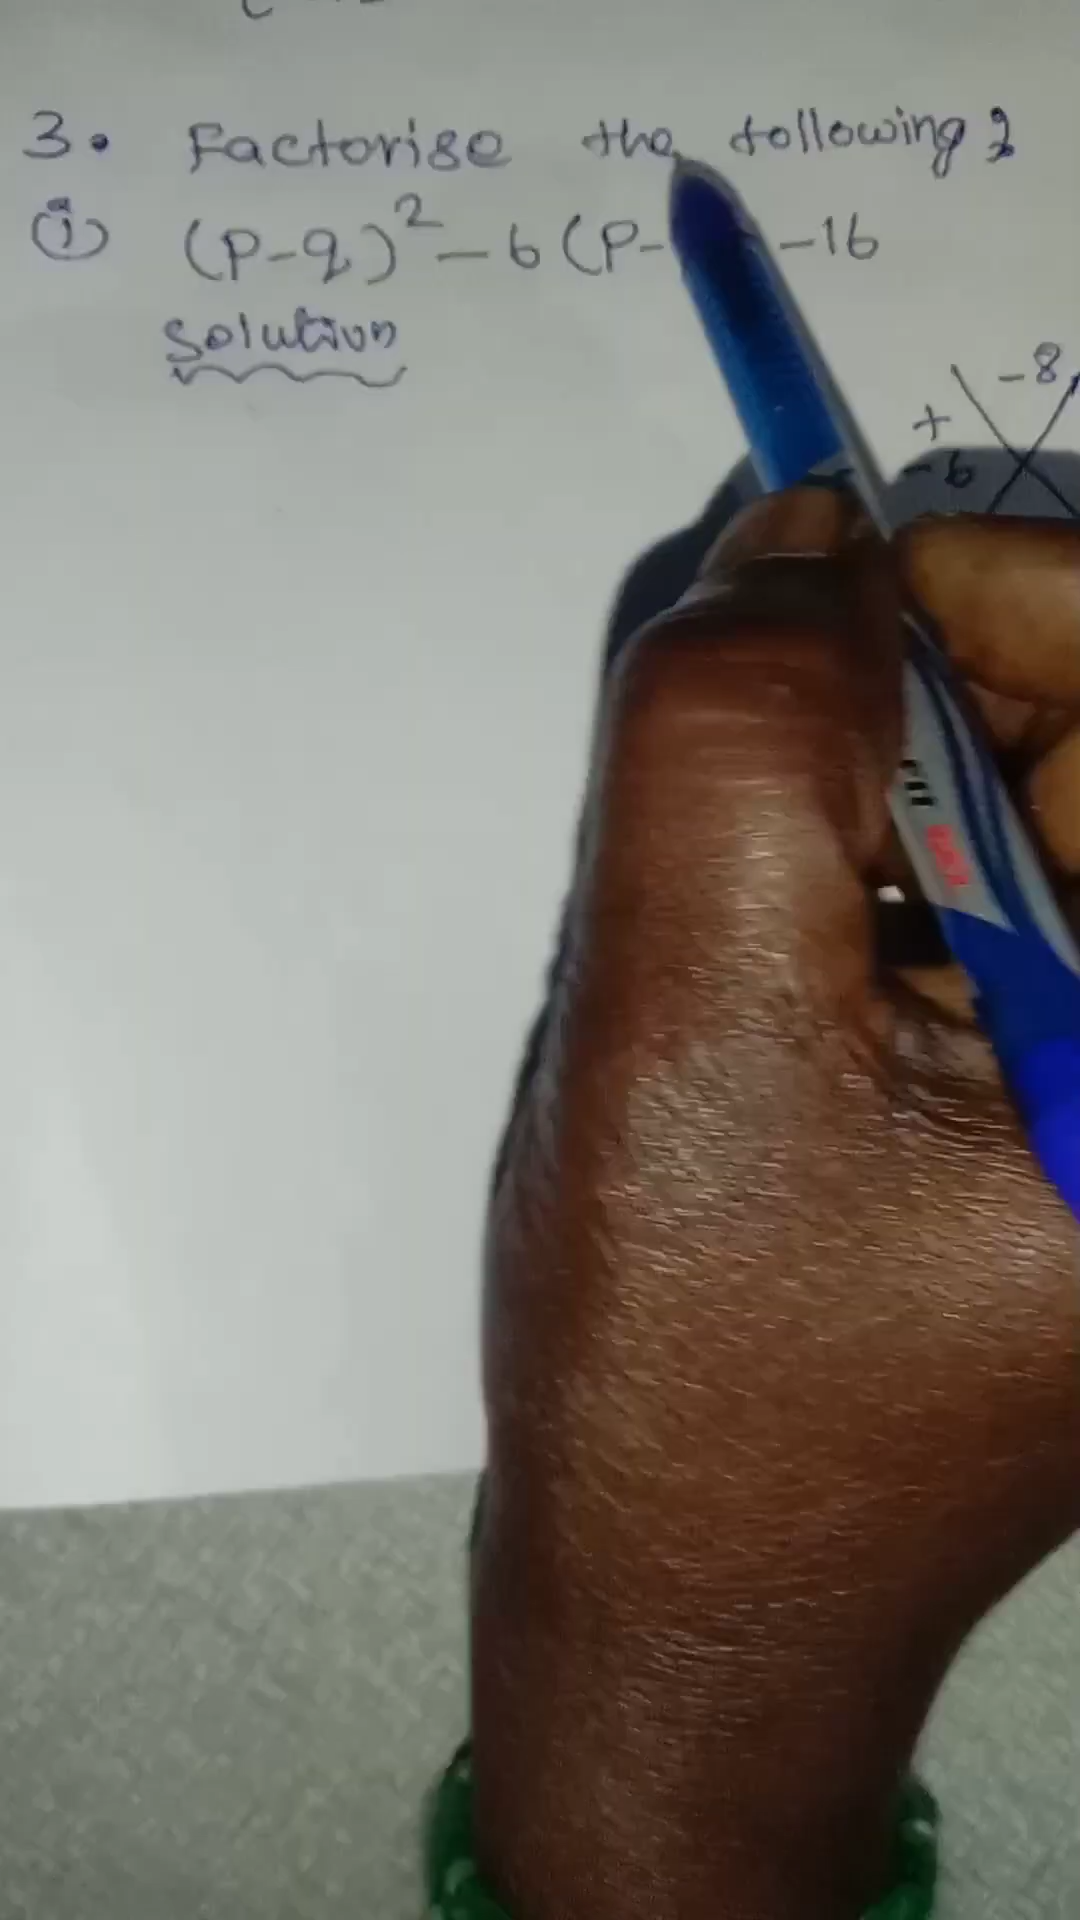 3. Factorise the following :
(i) (P-q)² - 6 (P- -16
Solution
-8
+
-6